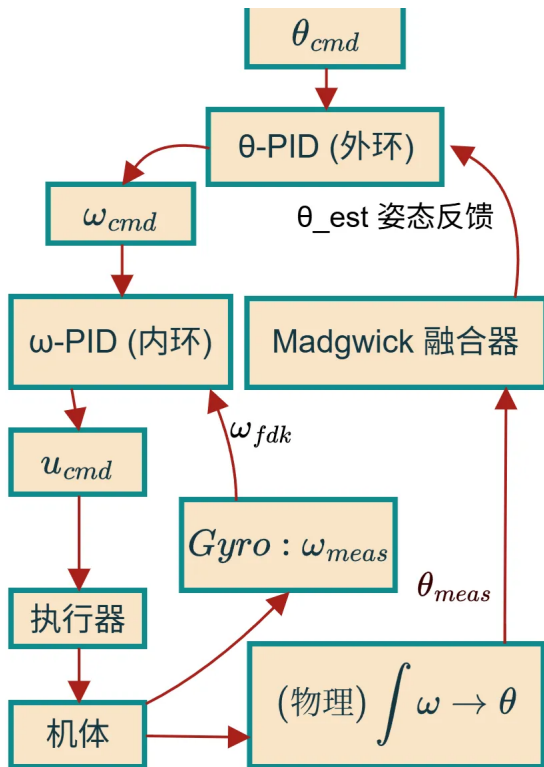 θ_cmd
θ-PID (外环)
ω_cmd
θ_est 姿态反馈
ω-PID (内环)
Madgwick 融合器
ω_fdk
u_cmd
Gyro : ω_meas
θ_meas
执行器
(物理) ∫ ω → θ
机体